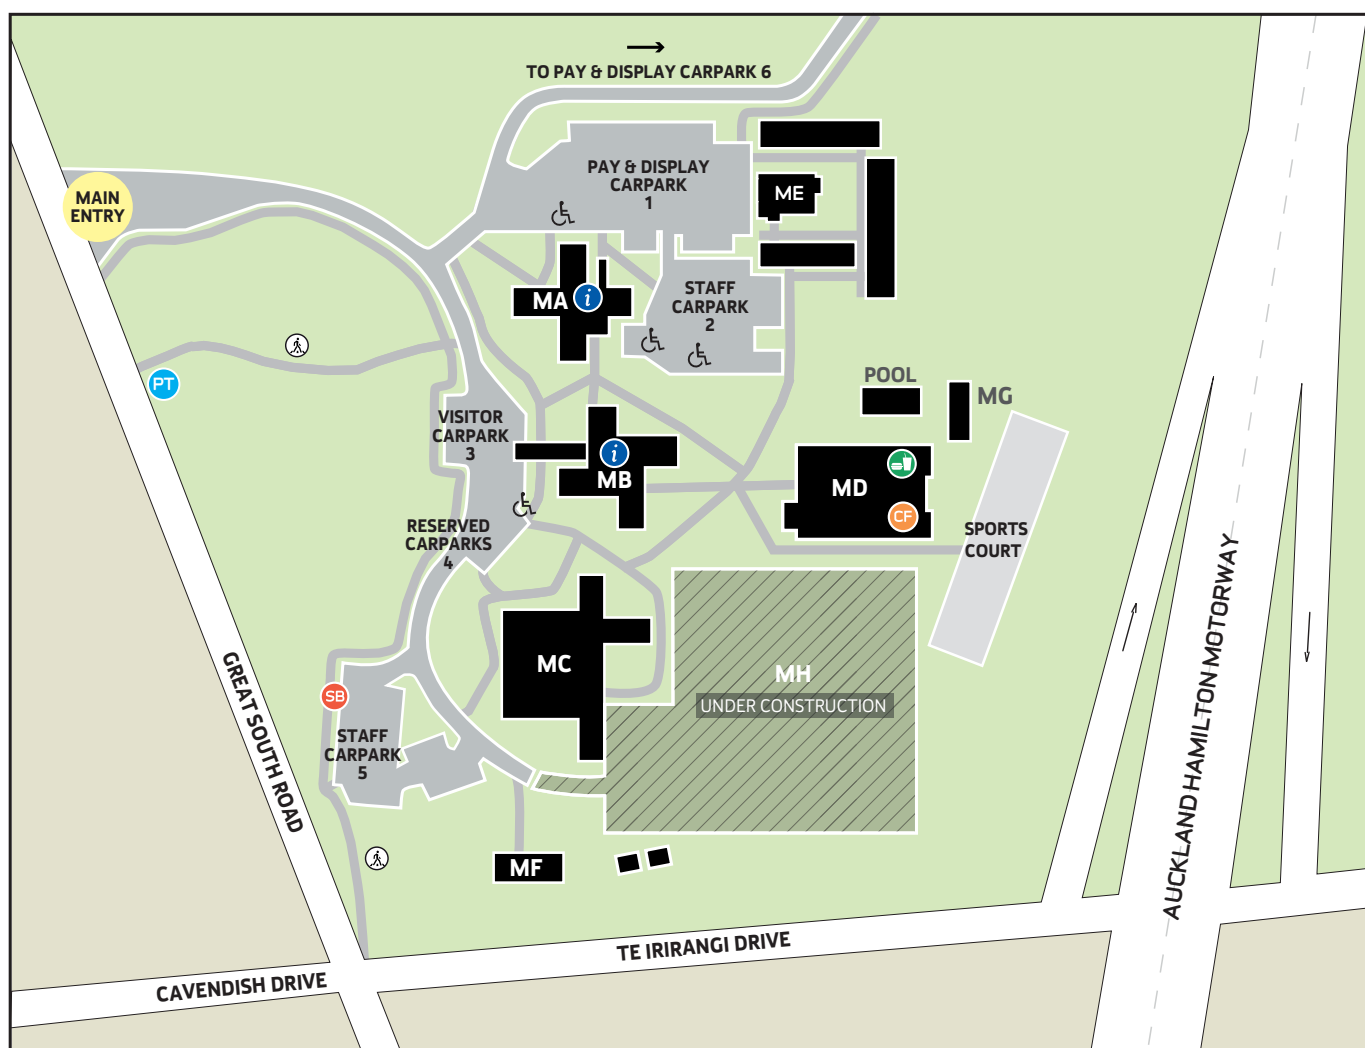 TO PAY & DISPLAY CARPARK 6
MAIN
ENTRY
PAY & DISPLAY
CARPARK
1
ME
MA
i
STAFF
CARPARK
2
PT
POOL
MG
VISITOR
CARPARK
3
i
MB
MD
CF
RESERVED
CARPARKS
4
SPORTS
COURT
MC
MH
UNDER CONSTRUCTION
SB
STAFF
CARPARK
5
GREAT SOUTH ROAD
AUCKLAND HAMILTON MOTORWAY
MF
TE IRIRANGI DRIVE
CAVENDISH DRIVE